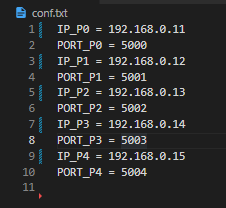 conf.txt
1 IP_P0 = 192.168.0.11
2 PORT_P0 = 5000
3 IP_P1 = 192.168.0.12
4 PORT_P1 = 5001
5 IP_P2 = 192.168.0.13
6 PORT_P2 = 5002
7 IP_P3 = 192.168.0.14
8 PORT_P3 = 5003
9 IP_P4 = 192.168.0.15
10 PORT_P4 = 5004
11